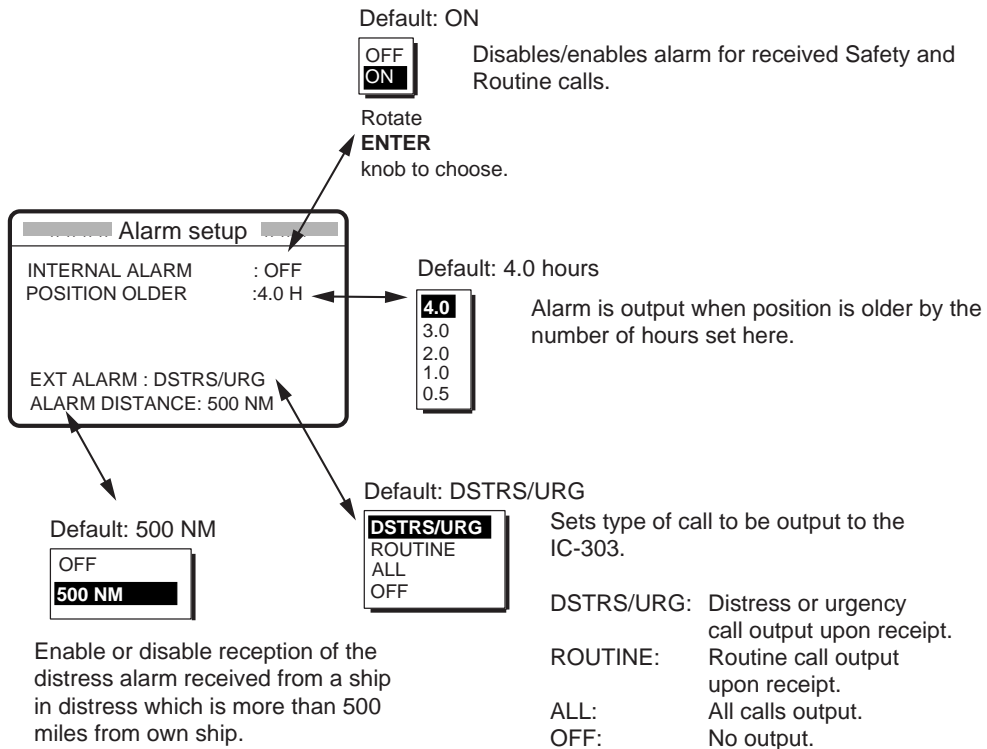 Default: ON
OFF
ON
Disables/enables alarm for received Safety and
Routine calls.
Rotate
ENTER
knob to choose.
Alarm setup
INTERNAL ALARM : OFF
POSITION OLDER :4.0 H
EXT ALARM : DSTRS/URG
ALARM DISTANCE: 500 NM
Default: 4.0 hours
4.0
3.0
2.0
1.0
0.5
Alarm is output when position is older by the
number of hours set here.
Default: 500 NM
OFF
500 NM
Enable or disable reception of the
distress alarm received from a ship
in distress which is more than 500
miles from own ship.
Default: DSTRS/URG
DSTRS/URG
ROUTINE
ALL
OFF
Sets type of call to be output to the
IC-303.
DSTRS/URG: Distress or urgency
call output upon receipt.
ROUTINE: Routine call output
upon receipt.
ALL: All calls output.
OFF: No output.